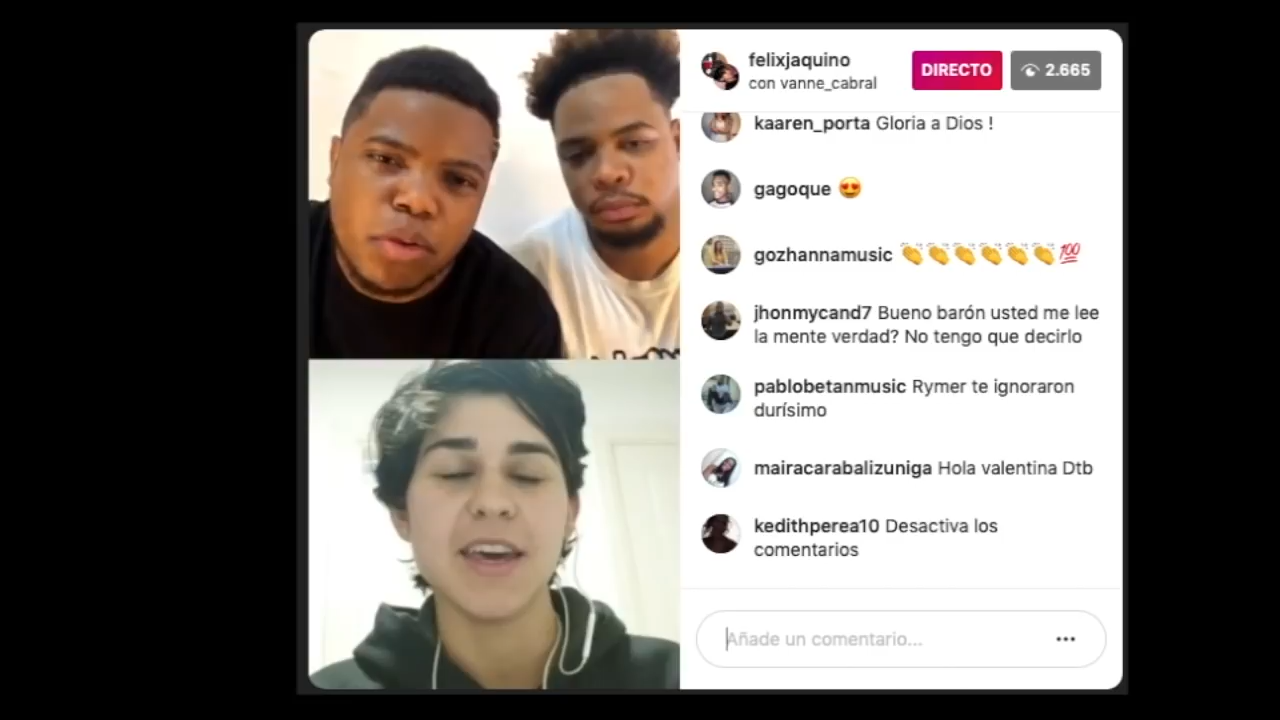 felixjaquino
con vanne_cabral
DIRECTO
2.665
kaaren_porta Gloria a Dios !
gagoque 😍
gozhannamusic 👏👏👏👏👏👏💯
jhonmycand7 Bueno barón usted me lee
la mente verdad? No tengo que decirlo
pablobetanmusic Rymer te ignoraron
durísimo
mairacarabalizuniga Hola valentina Dtb
kedithperea10 Desactiva los
comentarios
Añade un comentario...